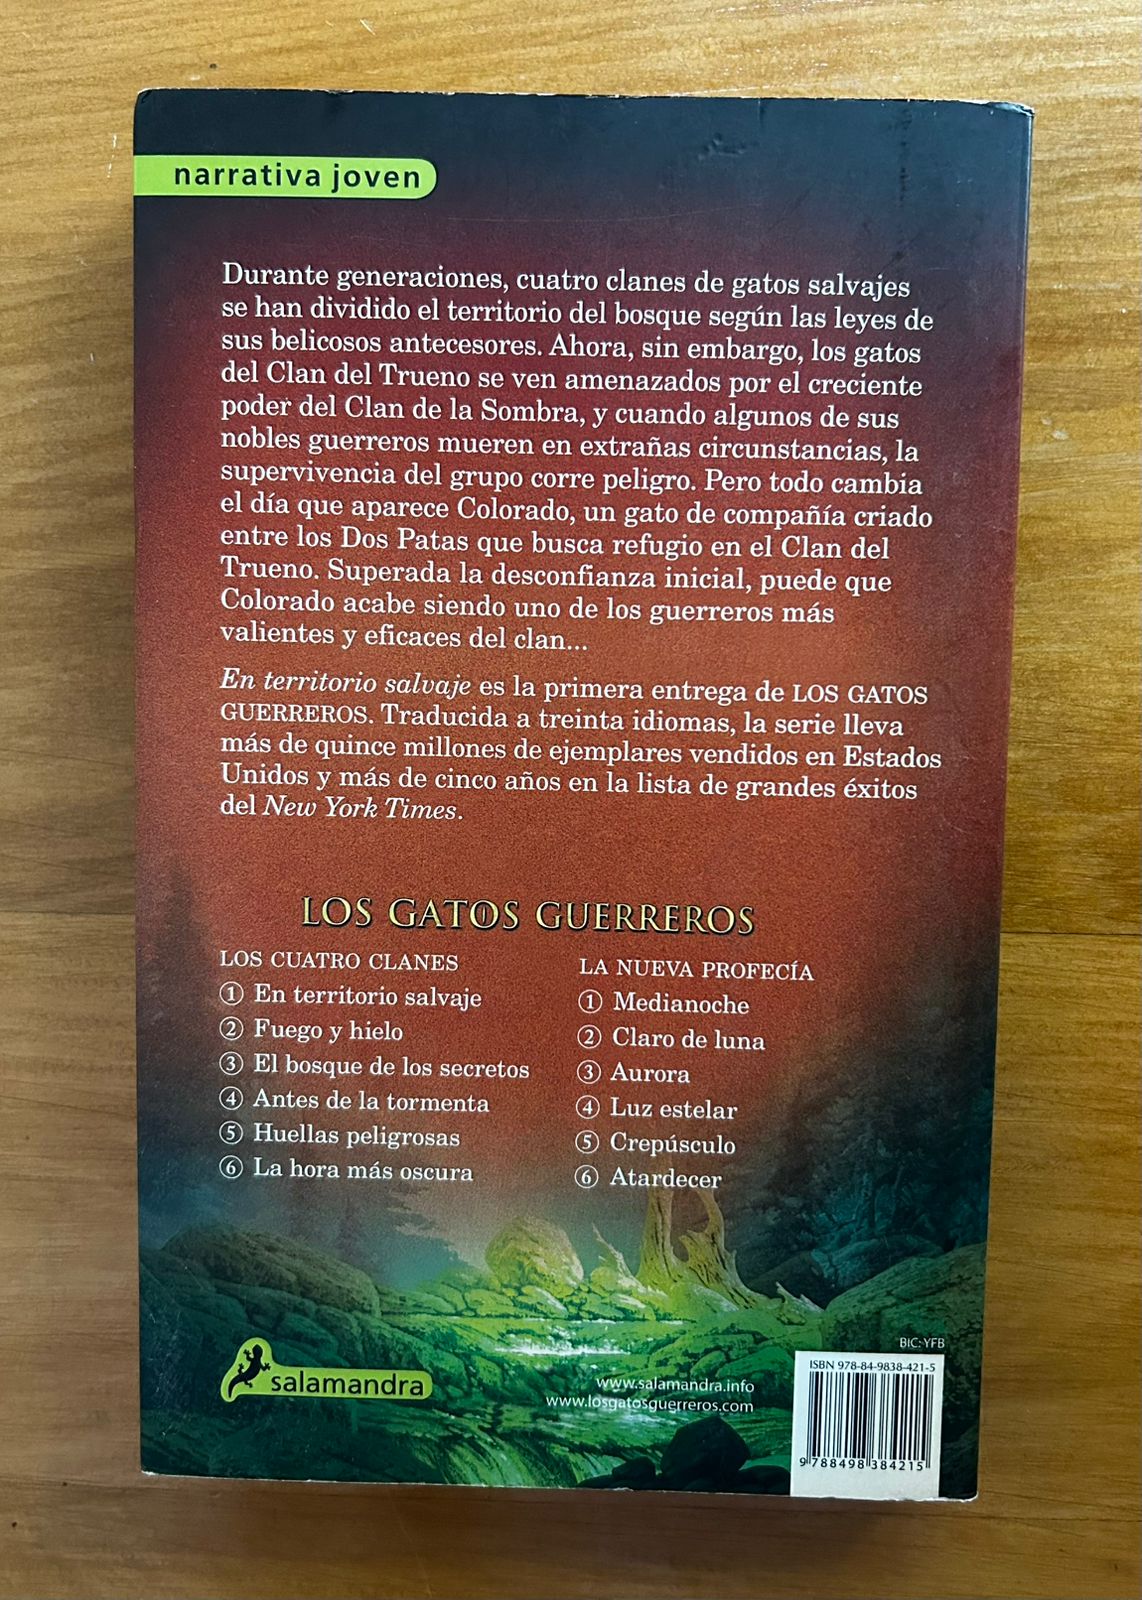 narrativa joven
Durante generaciones, cuatro clanes de gatos salvajes
se han dividido el territorio del bosque según las leyes de
sus belicosos antecesores. Ahora, sin embargo, los gatos
del Clan del Trueno se ven amenazados por el creciente
poder del Clan de la Sombra, y cuando algunos de sus
nobles guerreros mueren en extrañas circunstancias, la
supervivencia del grupo corre peligro. Pero todo cambia
el día que aparece Colorado, un gato de compañía criado
entre los Dos Patas que busca refugio en el Clan del
Trueno. Superada la desconfianza inicial, puede que
Colorado acabe siendo uno de los guerreros más
valientes y eficaces del clan...
En territorio salvaje es la primera entrega de LOS GATOS
GUERREROS. Traducida a treinta idiomas, la serie lleva
más de quince millones de ejemplares vendidos en Estados
Unidos y más de cinco años en la lista de grandes éxitos
del New York Times.
LOS GATOS GUERREROS
LOS CUATRO CLANES
① En territorio salvaje
② Fuego y hielo
③ El bosque de los secretos
④ Antes de la tormenta
⑤ Huellas peligrosas
⑥ La hora más oscura
LA NUEVA PROFECÍA
① Medianoche
② Claro de luna
③ Aurora
④ Luz estelar
⑤ Crepúsculo
⑥ Atardecer
salamandra
www.salamandra.info
www.losgatosguerreros.com
BIC: YFB
ISBN 978-84-9838-421-5
9 788498 384215